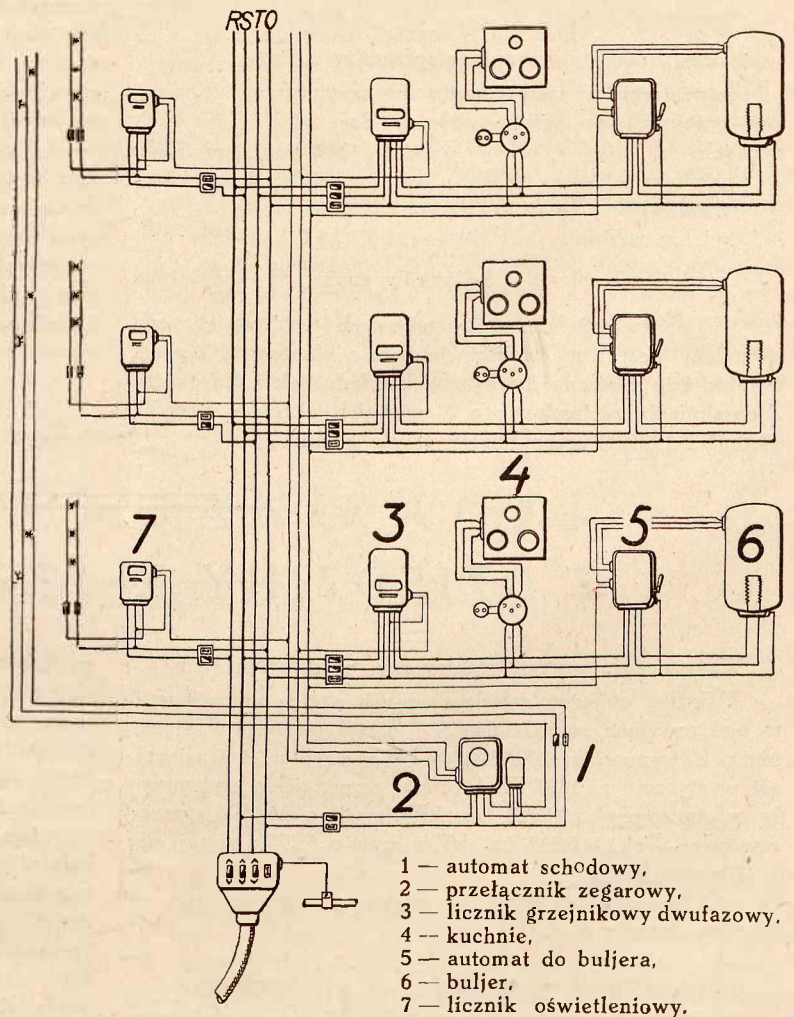 RSTO
4
7
3
5
6
1
2
1 — automat schodowy,
2 — przełącznik zegarowy,
3 — licznik grzejnikowy dwufazowy,
4 — kuchnie,
5 — automat do buljera,
6 — buljer,
7 — licznik oświetleniowy.